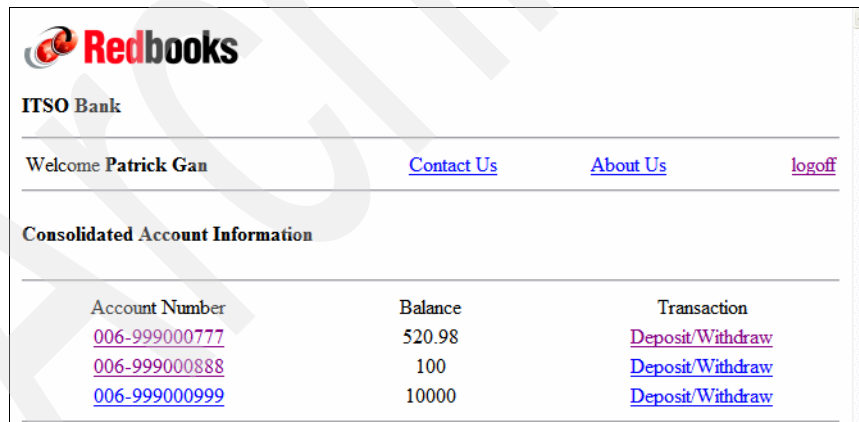 Redbooks
ITSO Bank
Welcome Patrick Gan Contact Us About Us logoff
Consolidated Account Information
Account Number Balance Transaction
006-999000777 520.98 Deposit/Withdraw
006-999000888 100 Deposit/Withdraw
006-999000999 10000 Deposit/Withdraw